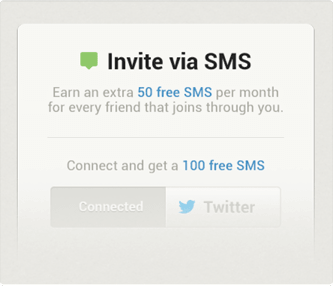 Invite via SMS
Earn an extra 50 free SMS per month
for every friend that joins through you.
Connect and get a 100 free SMS
Connected
Twitter